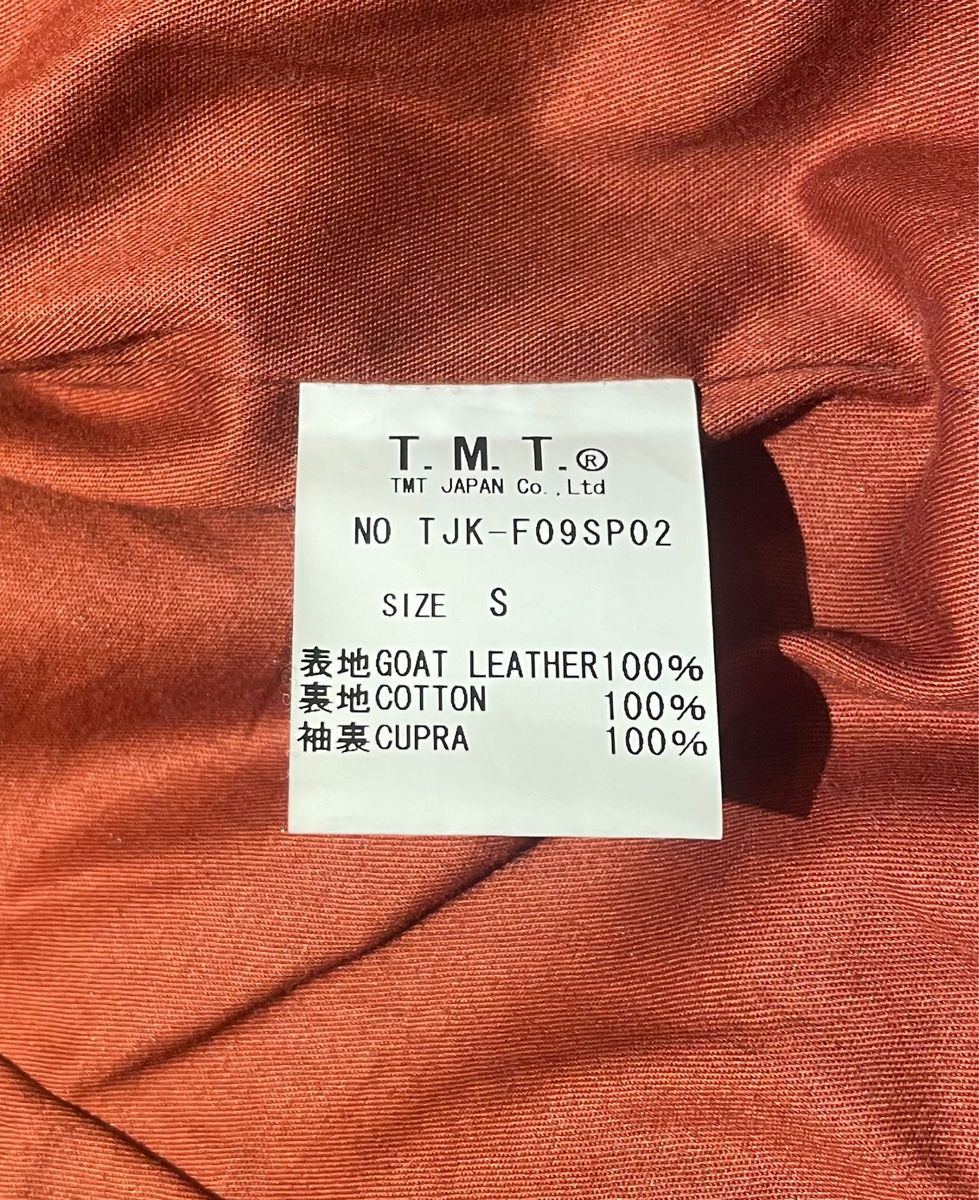 T. M. T.®
TMT JAPAN Co.,Ltd
NO TJK-F09SP02
SIZE S
表地GOAT LEATHER100%
裏地COTTON 100%
袖裏CUPRA 100%